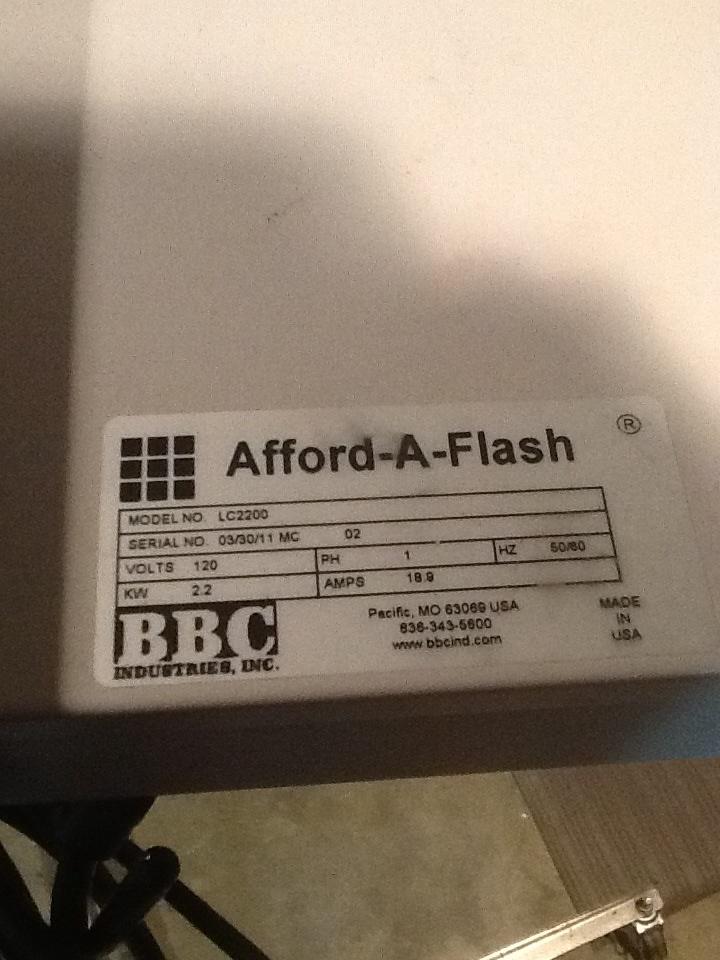 Afford-A-Flash ®
MODEL NO. LC2200
SERIAL NO. 03/30/11 MC 02
VOLTS 120 PH 1 HZ 50/60
KW 2.2 AMPS 18.9
BBC
INDUSTRIES, INC.
Pacific, MO 63069 USA
636-343-5600
www.bbcind.com
MADE
IN
USA